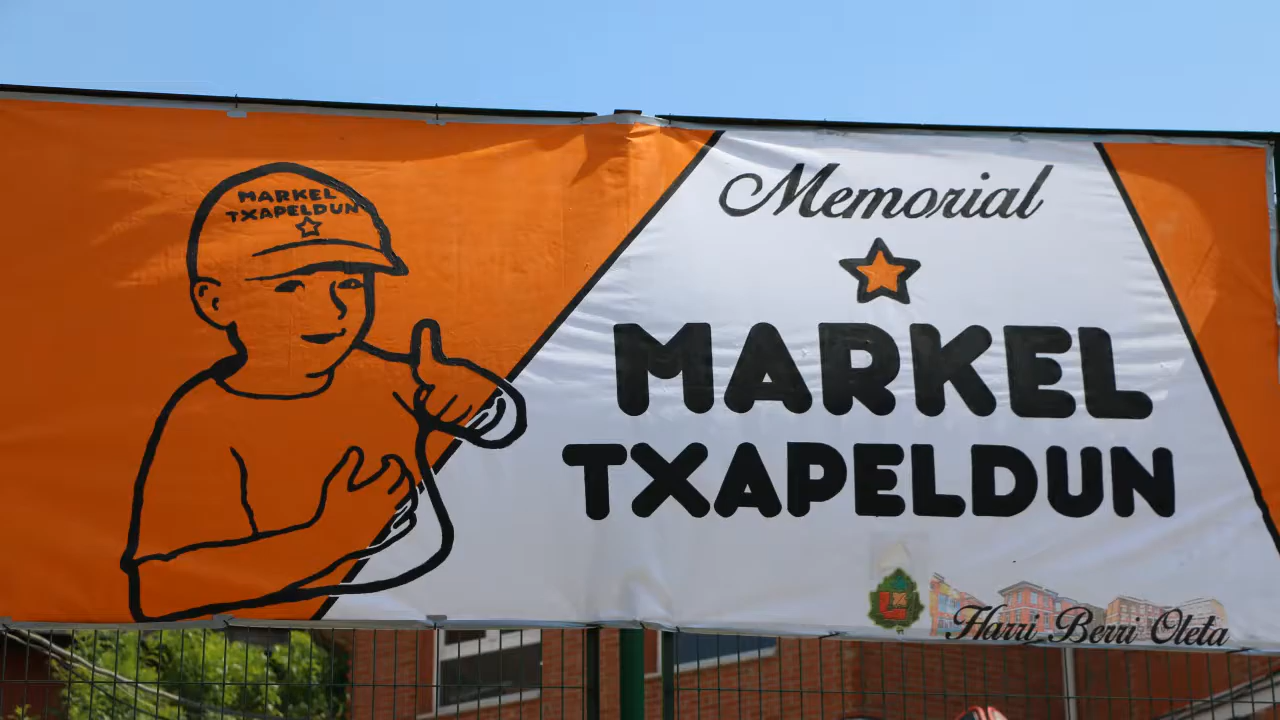 MARKEL
TXAPELDUN
Memorial
MARKEL
TXAPELDUN
Harri Berri Oleta